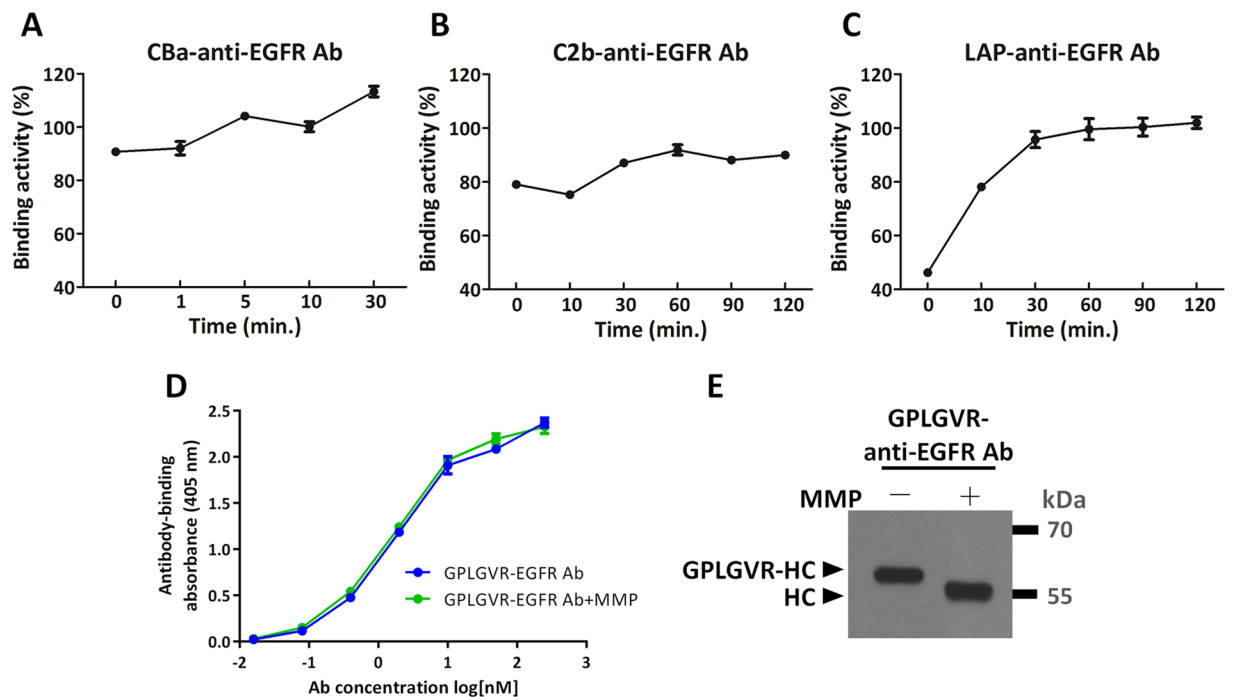 A
CBa-anti-EGFR Ab
Binding activity (%)
120
100
80
60
40
0 1 5 10 30
Time (min.)
B
C2b-anti-EGFR Ab
Binding activity (%)
120
100
80
60
40
0 10 30 60 90 120
Time (min.)
C
LAP-anti-EGFR Ab
Binding activity (%)
120
100
80
60
40
0 10 30 60 90 120
Time (min.)
D
Antibody-binding
absorbance (405 nm)
2.5
2.0
1.5
1.0
0.5
0.0
GPLGVR-EGFR Ab
GPLGVR-EGFR Ab+MMP
-2 -1 0 1 2 3
Ab concentration log[nM]
E
GPLGVR-
anti-EGFR Ab
MMP − + kDa
70
GPLGVR-HC
HC
55